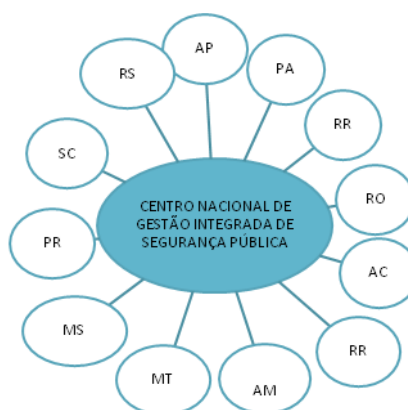 AP
RS
PA
RR
SC
RO
CENTRO NACIONAL DE
GESTÃO INTEGRADA DE
SEGURANÇA PÚBLICA
PR
AC
MS
RR
MT
AM